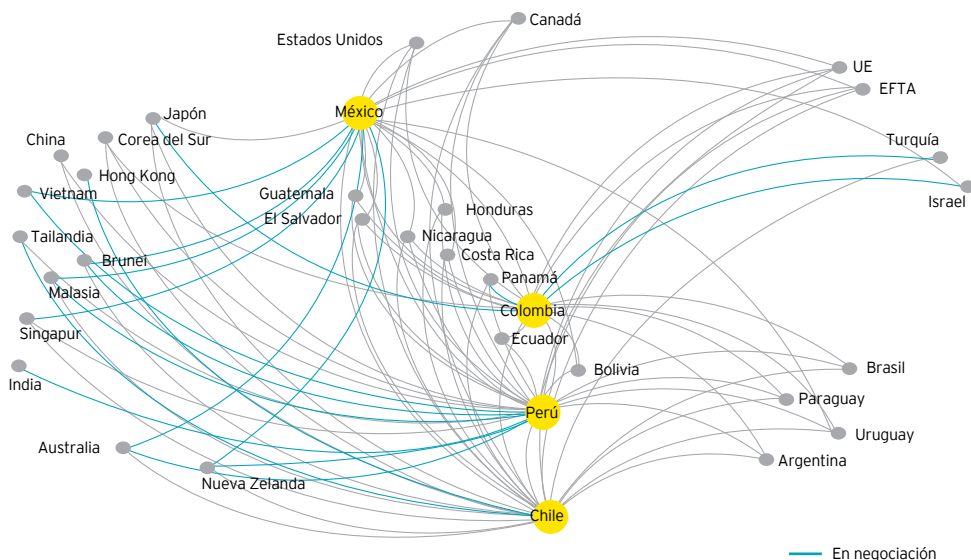 Canadá
Estados Unidos
UE
EFTA
México
Japón
China
Corea del Sur
Turquía
Hong Kong
Vietnam
Guatemala
Israel
El Salvador
Honduras
Tailandia
Nicaragua
Brunei
Costa Rica
Malasia
Panamá
Colombia
Singapur
Ecuador
India
Bolivia
Brasil
Paraguay
Perú
Uruguay
Australia
Argentina
Nueva Zelanda
Chile
En negociación